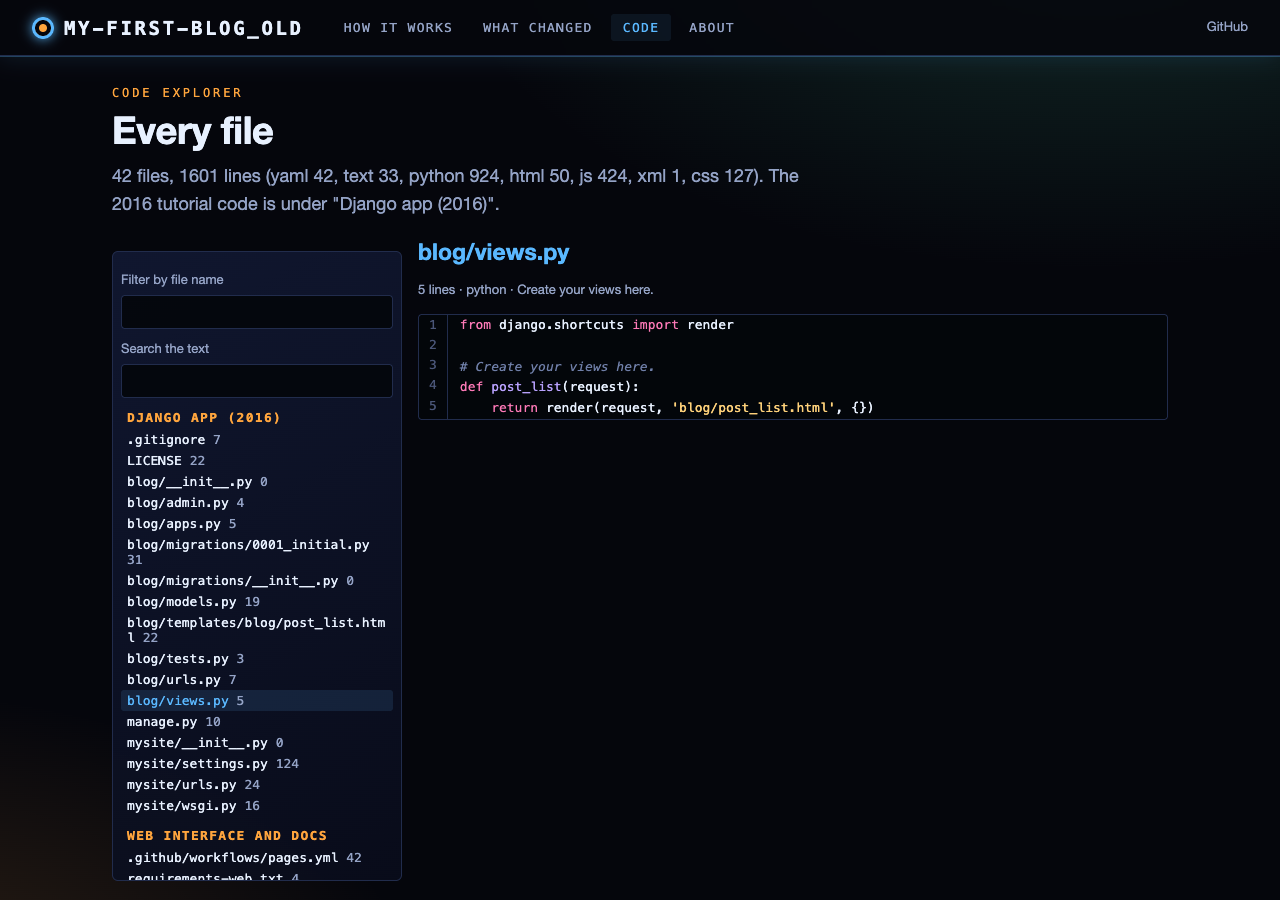 MY-FIRST-BLOG_OLD
HOW IT WORKS
WHAT CHANGED
CODE
ABOUT
GitHub
CODE EXPLORER
Every file
42 files, 1601 lines (yaml 42, text 33, python 924, html 50, js 424, xml 1, css 127). The
2016 tutorial code is under "Django app (2016)".
Filter by file name
Search the text
DJANGO APP (2016)
.gitignore 7
LICENSE 22
blog/__init__.py 0
blog/admin.py 4
blog/apps.py 5
blog/migrations/0001_initial.py
31
blog/migrations/__init__.py 0
blog/models.py 19
blog/templates/blog/post_list.htm
l 22
blog/tests.py 3
blog/urls.py 7
blog/views.py 5
manage.py 10
mysite/__init__.py 0
mysite/settings.py 124
mysite/urls.py 24
mysite/wsgi.py 16
WEB INTERFACE AND DOCS
.github/workflows/pages.yml 42
requirements-web.txt 4
blog/views.py
5 lines · python · Create your views here.
1 from django.shortcuts import render
2
3 # Create your views here.
4 def post_list(request):
5     return render(request, 'blog/post_list.html', {})